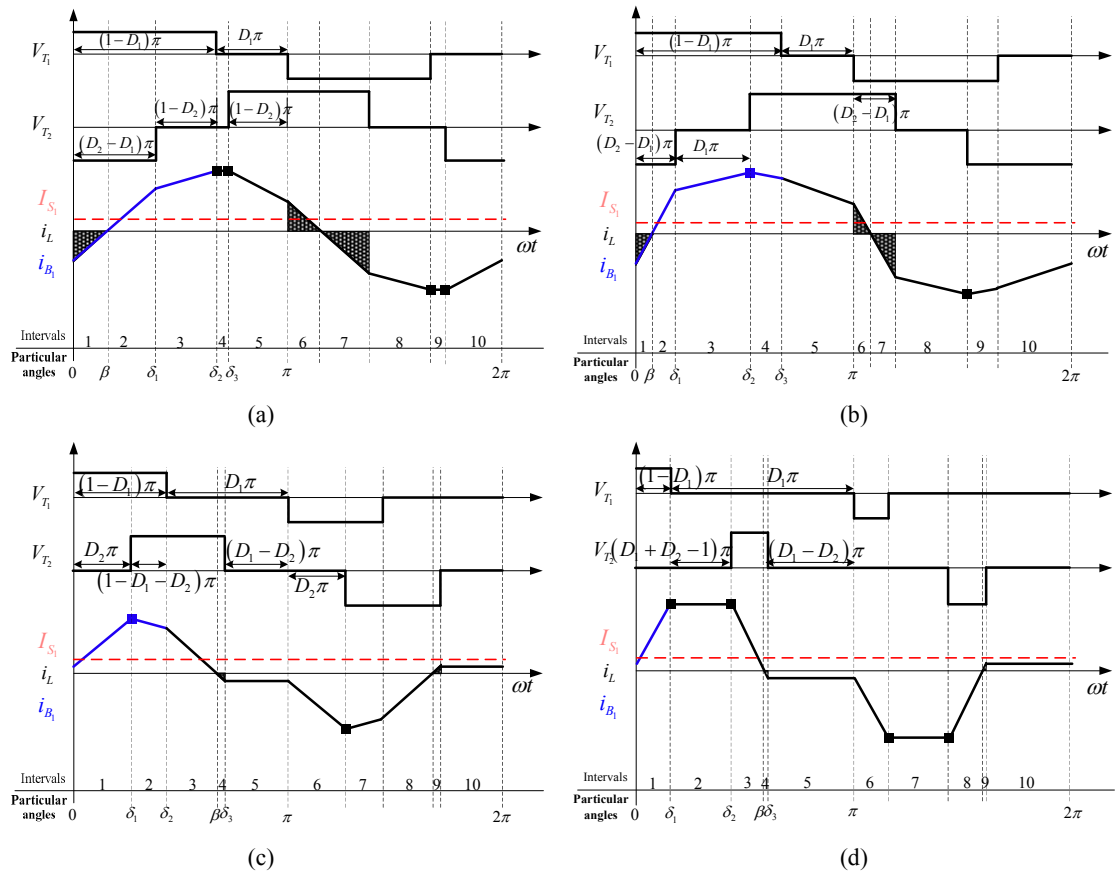 V_{T_1}
(1-D_1)π
D_1π
V_{T_2}
(1-D_2)π
(1-D_2)π
(D_2-D_1)π
I_{S_1}
i_L
ωt
i_{B_1}
Intervals 1 2 3 4 5 6 7 8 9 10
Particular angles 0 β δ_1 δ_2 δ_3 π 2π
(a)
V_{T_1}
(1-D_1)π
D_1π
V_{T_2}
(D_2-D_1)π
(D_2-D_1)π
D_1π
I_{S_1}
i_L
ωt
i_{B_1}
Intervals 1 2 3 4 5 6 7 8 9 10
Particular angles 0 β δ_1 δ_2 δ_3 π 2π
(b)
V_{T_1}
(1-D_1)π
D_1π
V_{T_2}
D_2π
(D_1-D_2)π
(1-D_1-D_2)π
D_2π
I_{S_1}
i_L
ωt
i_{B_1}
Intervals 1 2 3 4 5 6 7 8 9 10
Particular angles 0 δ_1 δ_2 β δ_3 π 2π
(c)
V_{T_1}
(1-D_1)π
D_1π
V_{T_2}
(D_1+D_2-1)π
(D_1-D_2)π
I_{S_1}
i_L
ωt
i_{B_1}
Intervals 1 2 3 4 5 6 7 8 9 10
Particular angles 0 δ_1 δ_2 β δ_3 π 2π
(d)